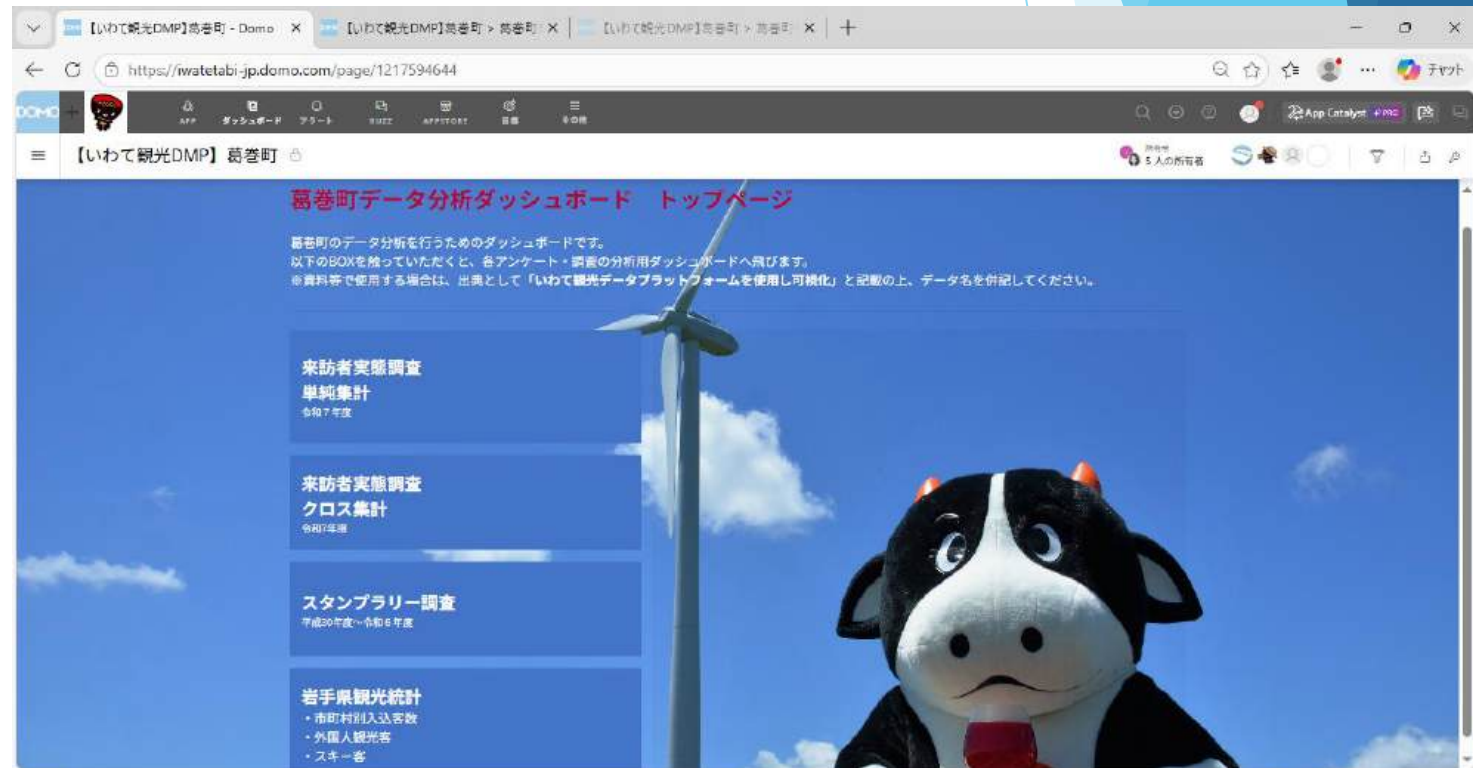 【いわて観光DMP】葛巻町 - Domo
【いわて観光DMP】葛巻町 > 葛巻町
【いわて観光DMP】葛巻町 > 葛巻町
https://iwatetabi-jp.domo.com/page/1217594644
チャット
DOMO
APP
ダッシュボード
アラート
BUZZ
APPSTORE
目標
その他
App Catalyst
PRO
【いわて観光DMP】葛巻町
所有者
5 人の所有者
葛巻町データ分析ダッシュボード　トップページ
葛巻町のデータ分析を行うためのダッシュボードです。
以下のBOXを触っていただくと、各アンケート・調査の分析用ダッシュボードへ飛びます。
※資料等で使用する場合は、出典として「いわて観光データプラットフォームを使用し可視化」と記載の上、データ名を併記してください。
来訪者実態調査
単純集計
令和7年度
来訪者実態調査
クロス集計
令和7年度
スタンプラリー調査
平成30年度～令和6年度
岩手県観光統計
・市町村別入込客数
・外国人観光客
・スキー客